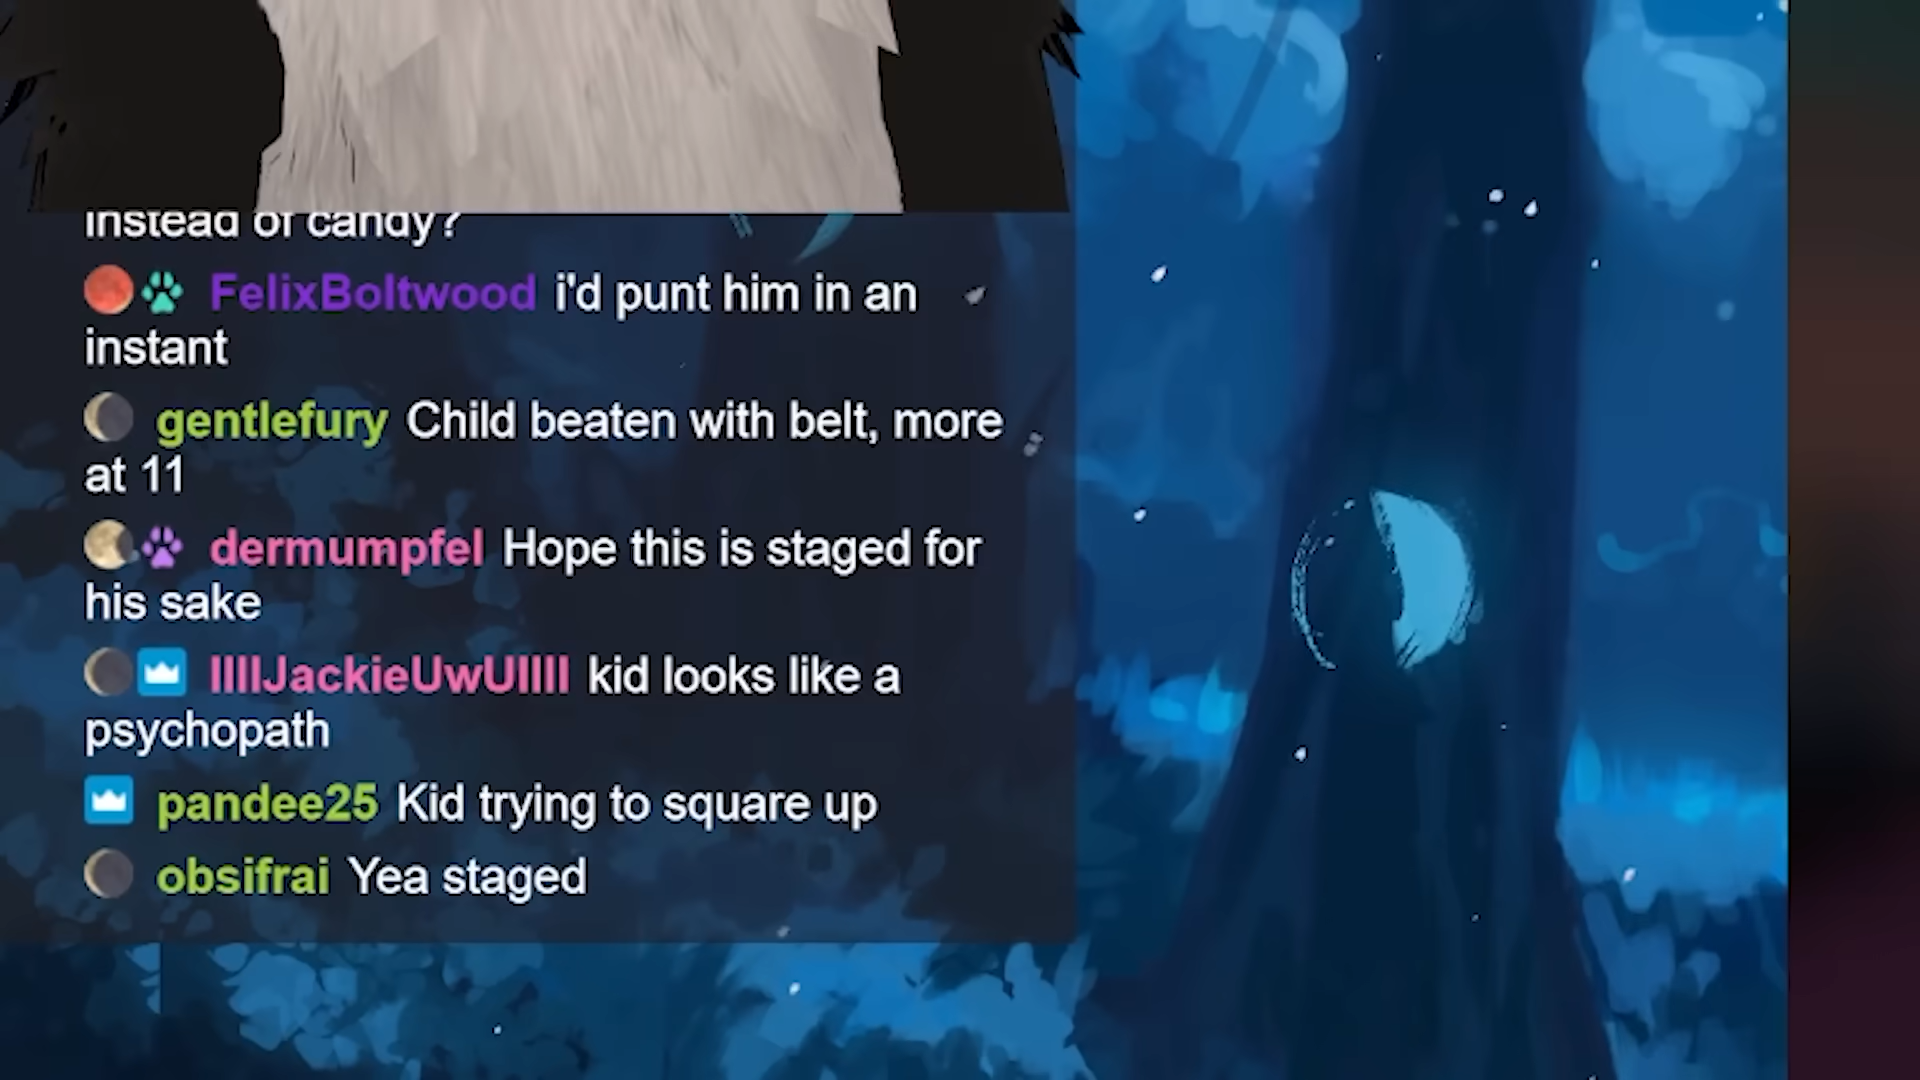 instead of candy?
FelixBoltwood i'd punt him in an
instant
gentlefury Child beaten with belt, more
at 11
dermumpfel Hope this is staged for
his sake
IlllJackieUwUllll kid looks like a
psychopath
pandee25 Kid trying to square up
obsifrai Yea staged